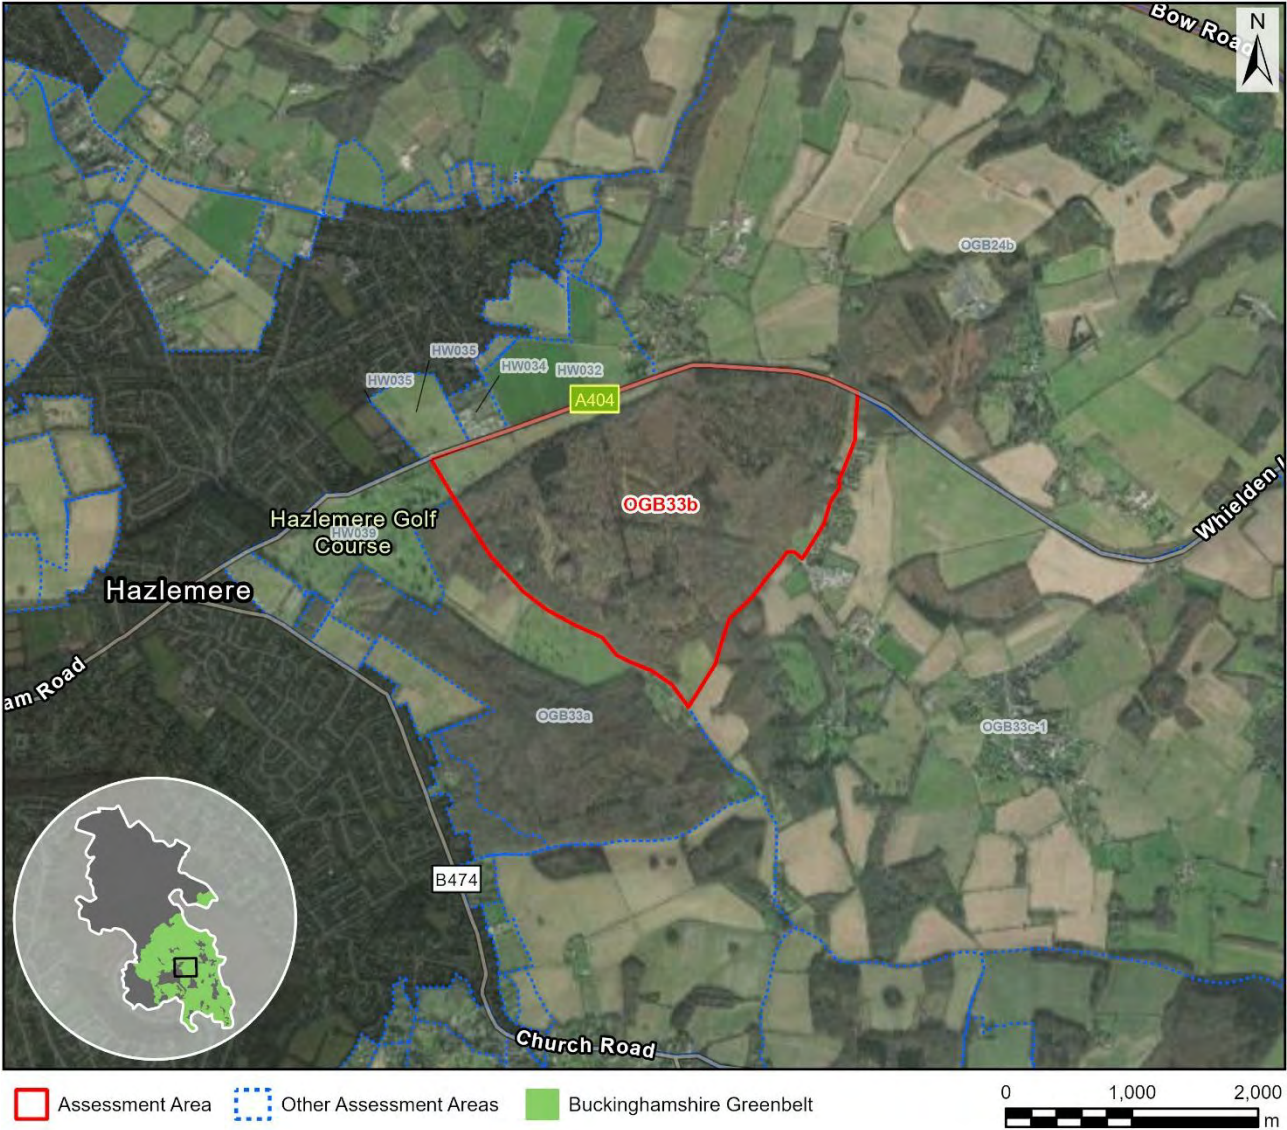 Bow Road
N
OGB24b
HW035
HW035
HW034
HW032
A404
OGB33b
Hazlemere Golf
Course
HW039
Whielden
Hazlemere
am Road
OGB33a
OGB33c-1
B474
Church Road
Assessment Area
Other Assessment Areas
Buckinghamshire Greenbelt
0 1,000 2,000
m